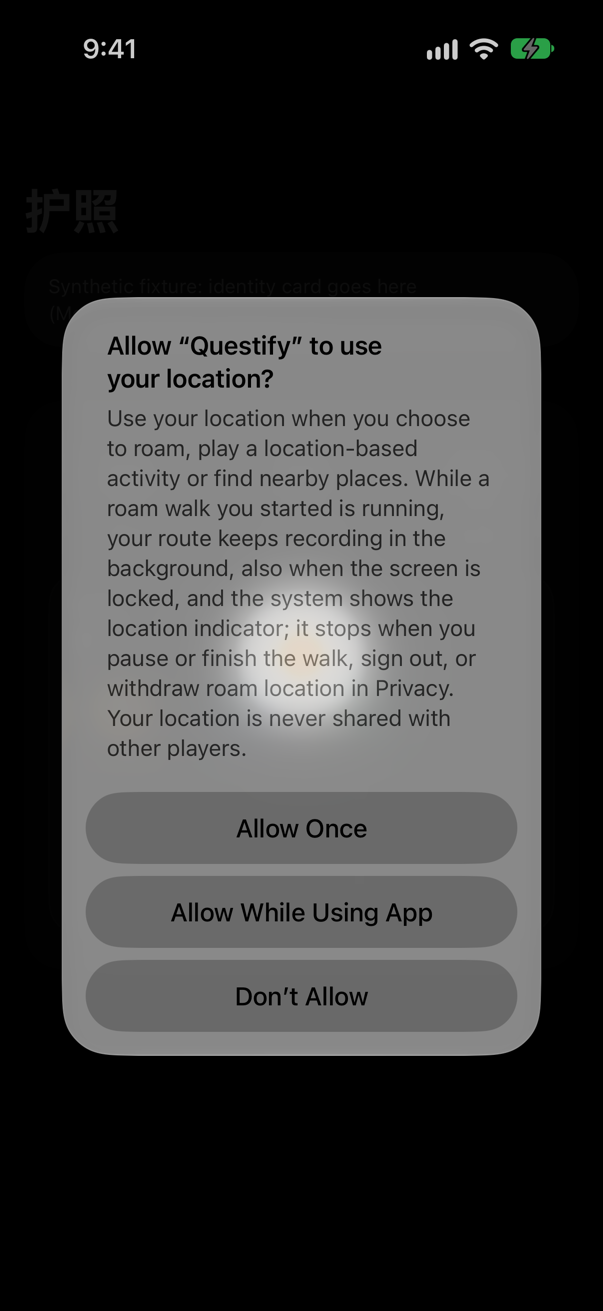 9:41
护照
Synthetic fixture: identity card goes here
(M
Allow “Questify” to use
your location?
Use your location when you choose
to roam, play a location-based
activity or find nearby places. While a
roam walk you started is running,
your route keeps recording in the
background, also when the screen is
locked, and the system shows the
location indicator; it stops when you
pause or finish the walk, sign out, or
withdraw roam location in Privacy.
Your location is never shared with
other players.
Allow Once
Allow While Using App
Don’t Allow